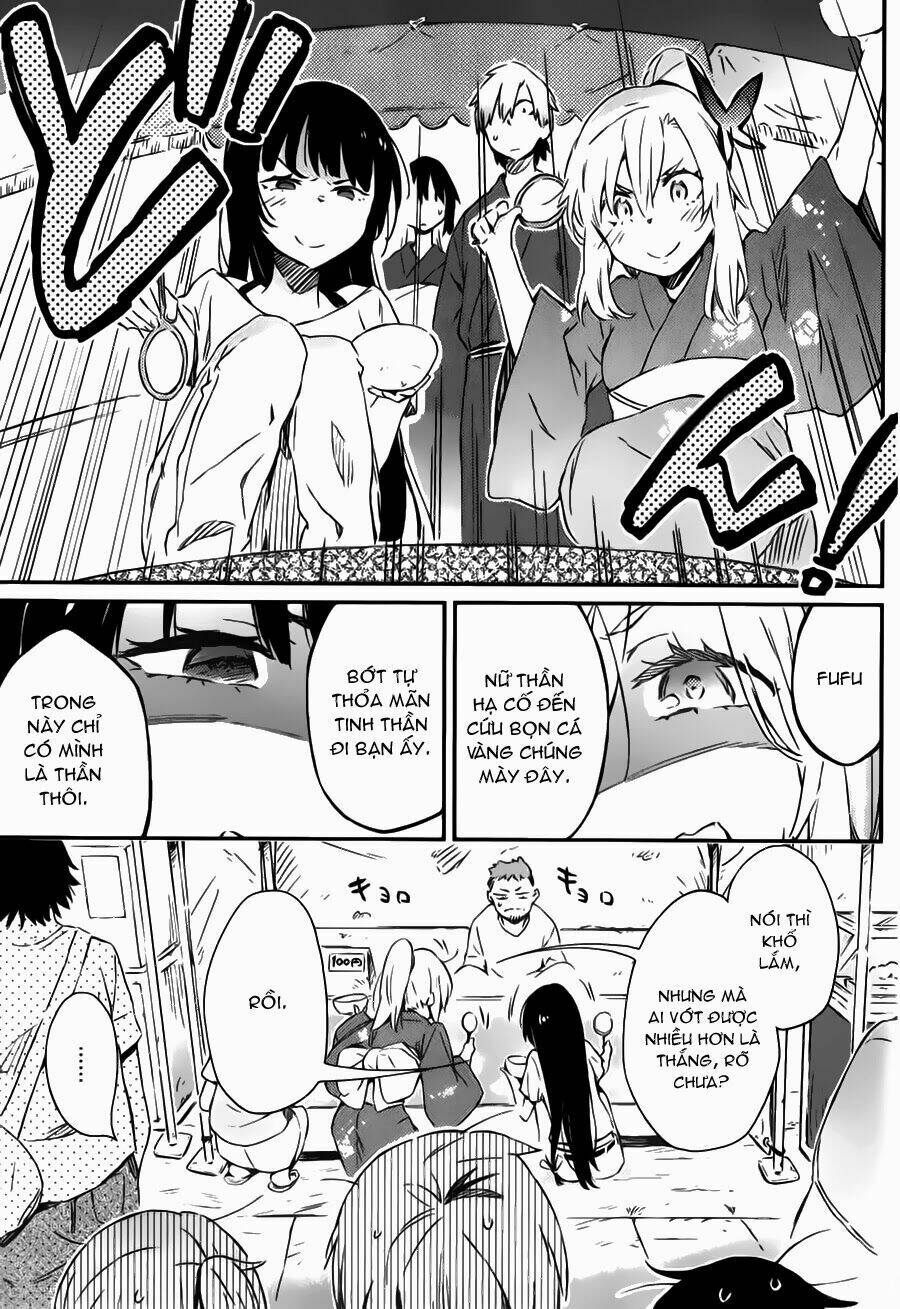 ど
ー
ん
!
FUFU
NỮ THẦN
HẠ CỐ ĐẾN
CỨU BỌN CÁ
VÀNG CHÚNG
MÀY ĐÂY.
BỚT TỰ
THỎA MÃN
TINH THẦN
ĐI BẠN ẤY.
TRONG
NÀY CHỈ
CÓ MÌNH
LÀ THẦN
THÔI.
NÓI THÌ
KHỔ
LẮM,
NHƯNG MÀ
AI VỚT ĐƯỢC
NHIỀU HƠN LÀ
THẮNG, RÕ
CHƯA?
キョロ
キョロ
100円
RỒI.
......